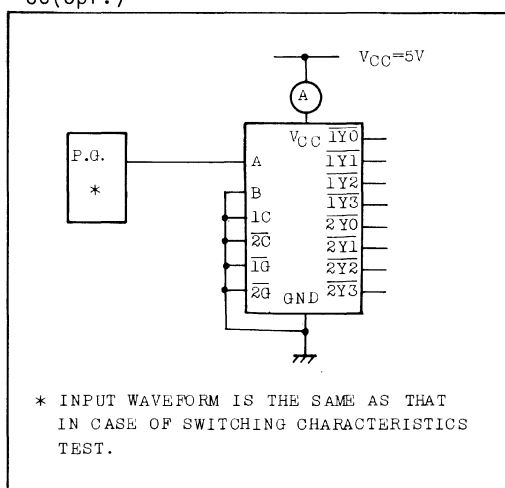 CC(opr.)
VCC=5V
A
P.G.
*
VCC
A
B
1C
2C̅
1G̅
2G̅
GND
1Y0̅
1Y1̅
1Y2̅
1Y3̅
2Y0̅
2Y1̅
2Y2̅
2Y3̅
* INPUT WAVEFORM IS THE SAME AS THAT
IN CASE OF SWITCHING CHARACTERISTICS
TEST.